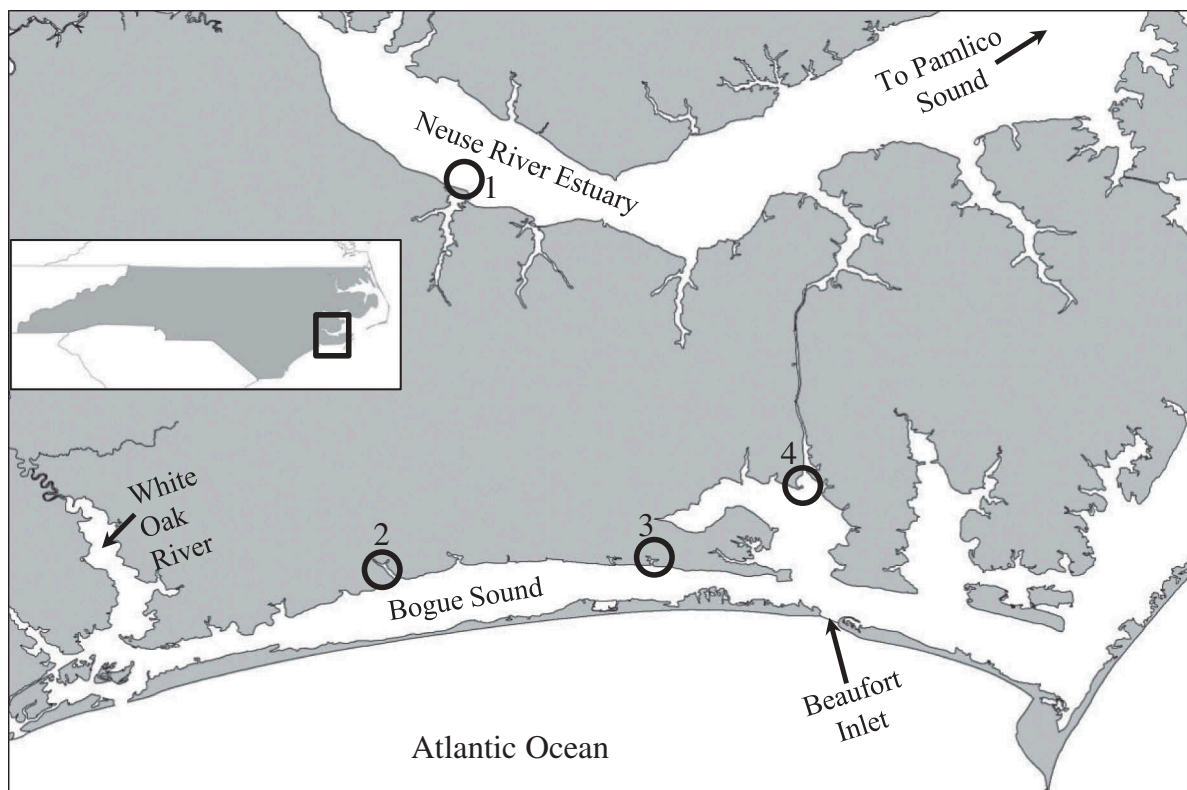 To Pamlico
Sound
Neuse River Estuary
1
White
Oak
River
2
3
4
Bogue Sound
Beaufort
Inlet
Atlantic Ocean